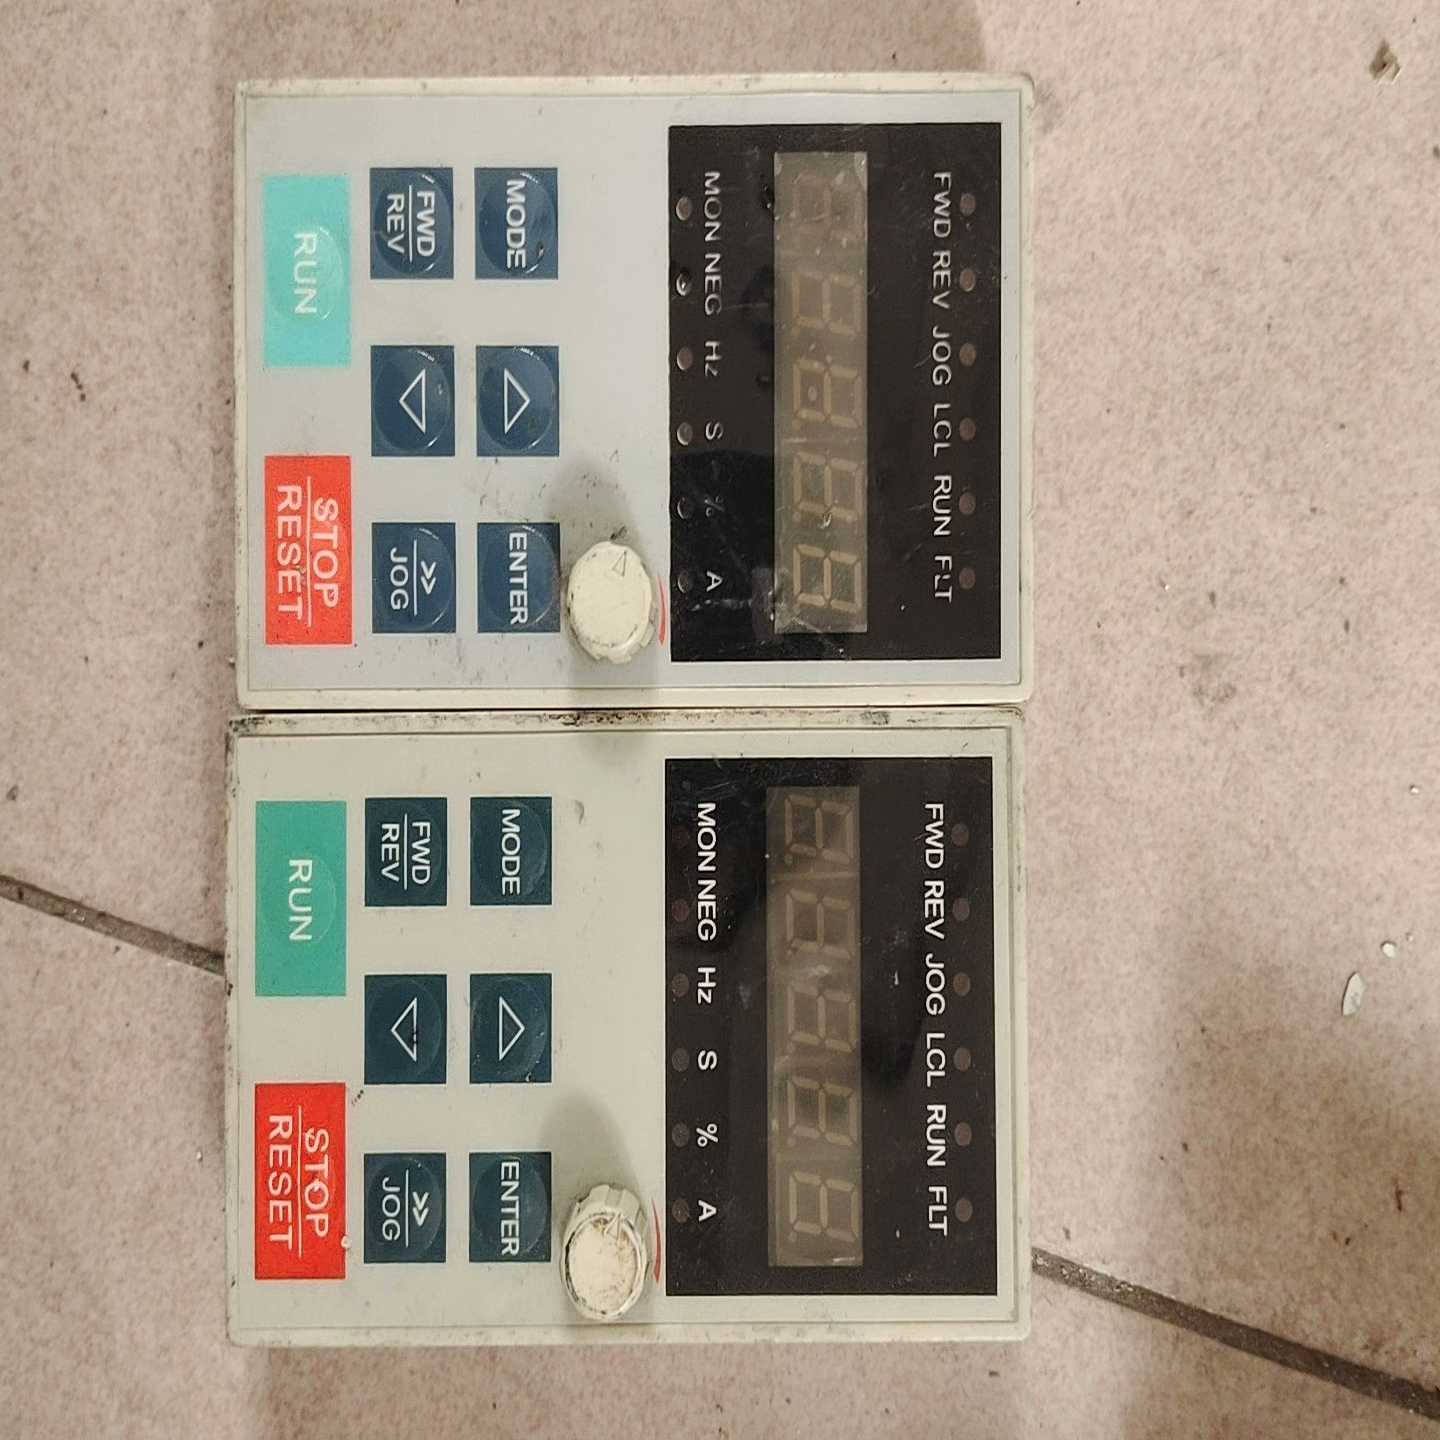 FWD REV JOG LCL RUN FLT
MON NEG Hz S % A
MODE
ENTER
FWD
REV
>>
JOG
RUN
STOP
RESET
FWD REV JOG LCL RUN FLT
MON NEG Hz S % A
MODE
ENTER
FWD
REV
>>
JOG
RUN
STOP
RESET